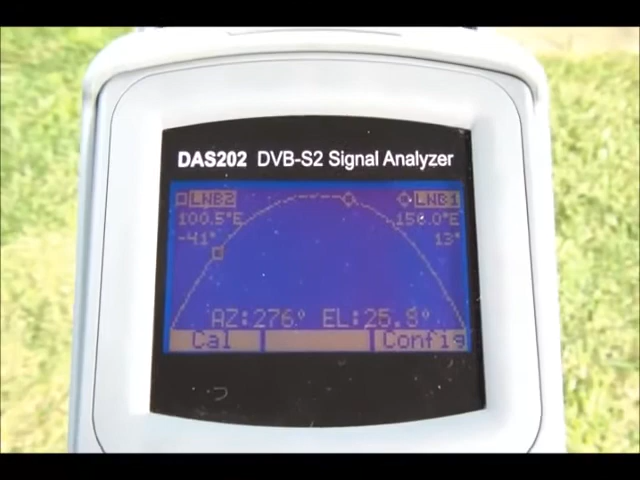 DAS202 DVB-S2 Signal Analyzer
LNB2 LNB1
100.5°E 156.0°E
-41° 13°
AZ:276° EL:25.8°
Cal Config